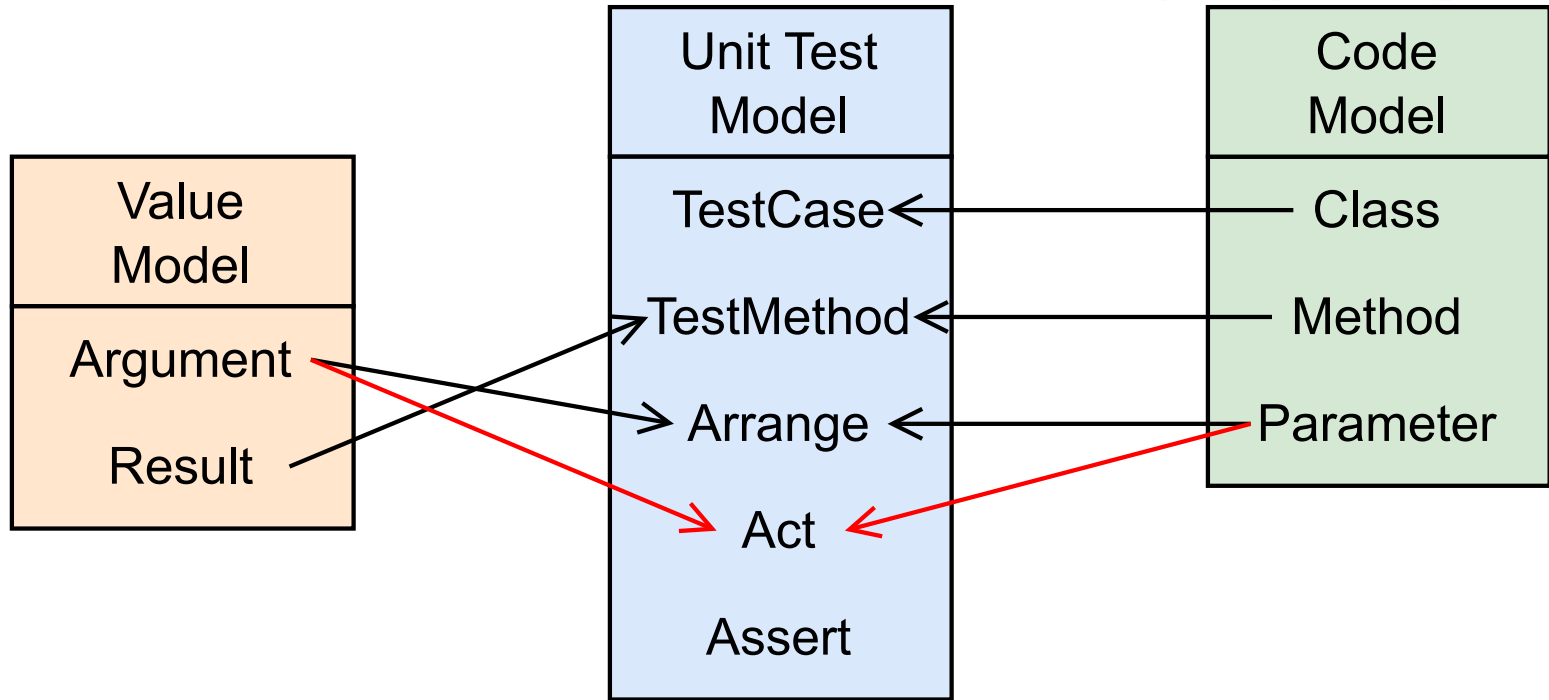 Value
Model
Argument
Result
Unit Test
Model
TestCase
TestMethod
Arrange
Act
Assert
Code
Model
Class
Method
Parameter